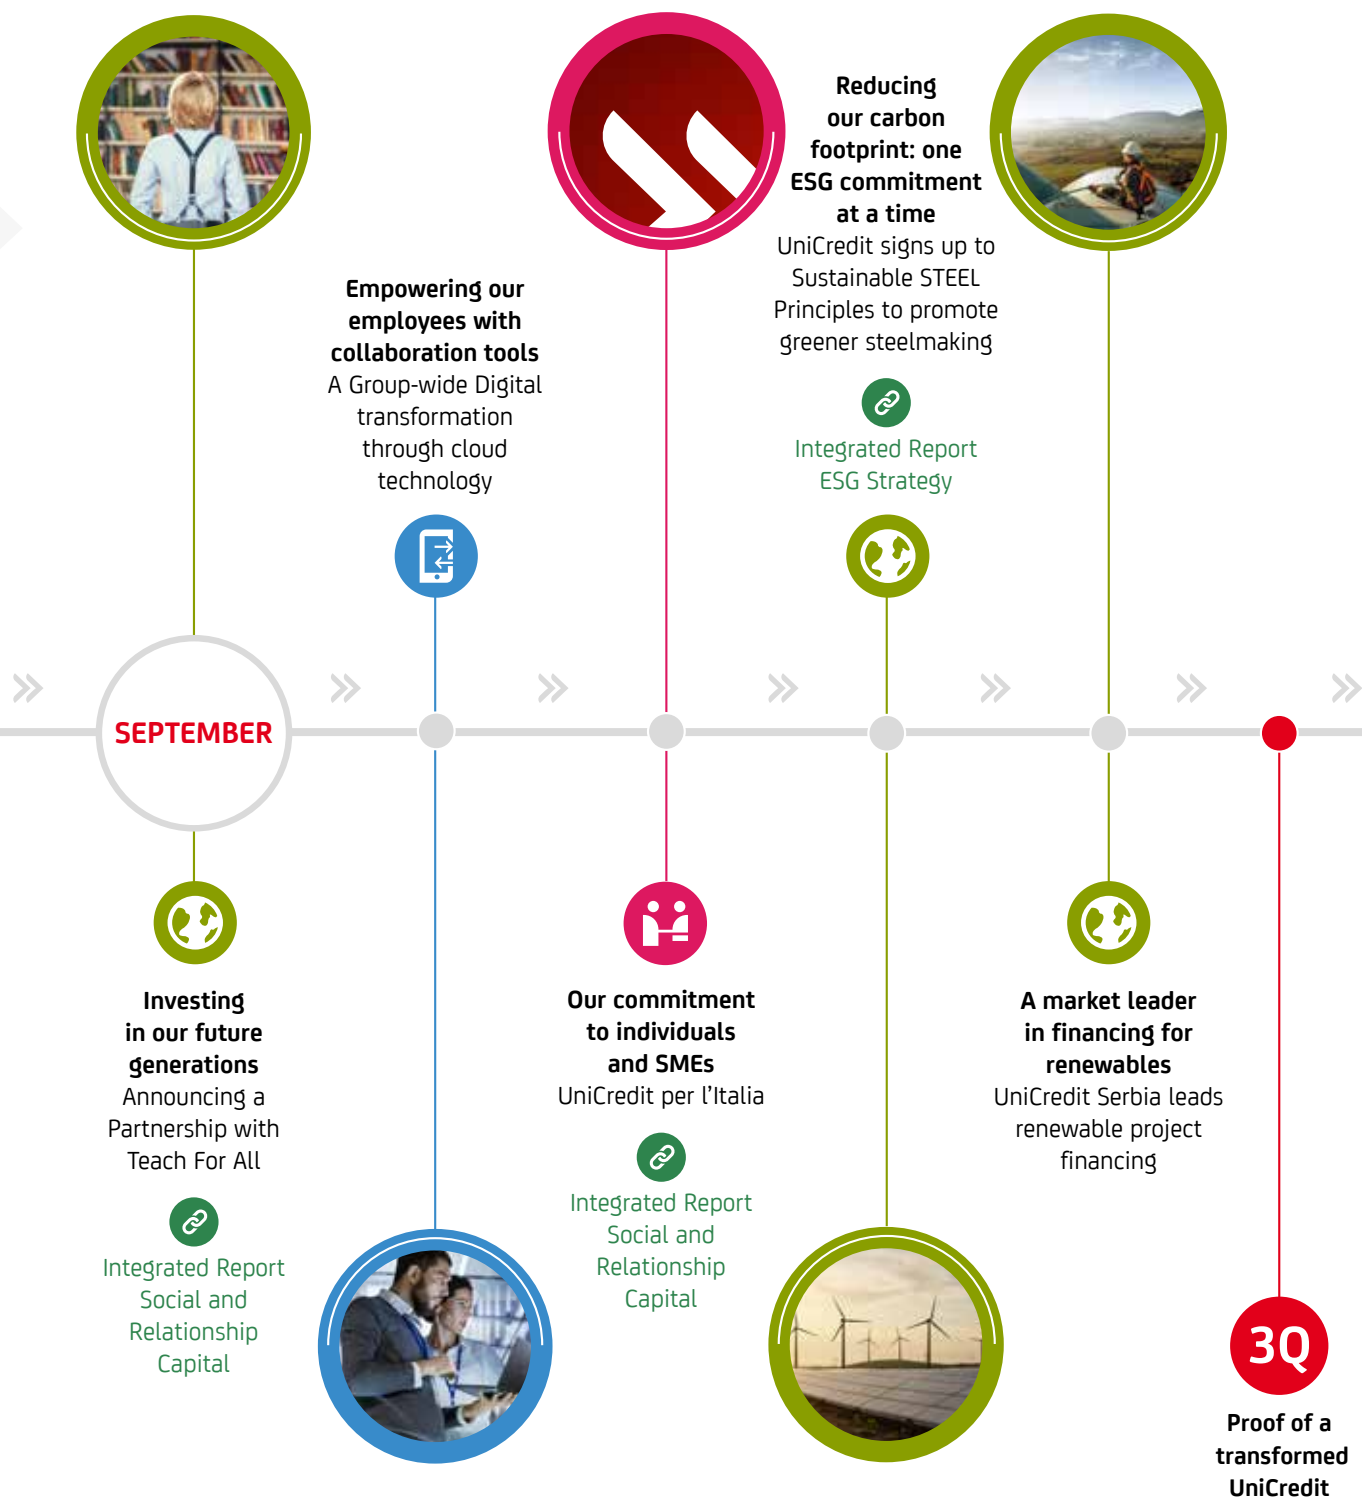 Reducing
our carbon
footprint: one
ESG commitment
at a time
UniCredit signs up to
Sustainable STEEL
Principles to promote
greener steelmaking
Integrated Report
ESG Strategy
Empowering our
employees with
collaboration tools
A Group-wide Digital
transformation
through cloud
technology
SEPTEMBER
Investing
in our future
generations
Announcing a
Partnership with
Teach For All
Integrated Report
Social and
Relationship
Capital
Our commitment
to individuals
and SMEs
UniCredit per l’Italia
Integrated Report
Social and
Relationship
Capital
A market leader
in financing for
renewables
UniCredit Serbia leads
renewable project
financing
3Q
Proof of a
transformed
UniCredit